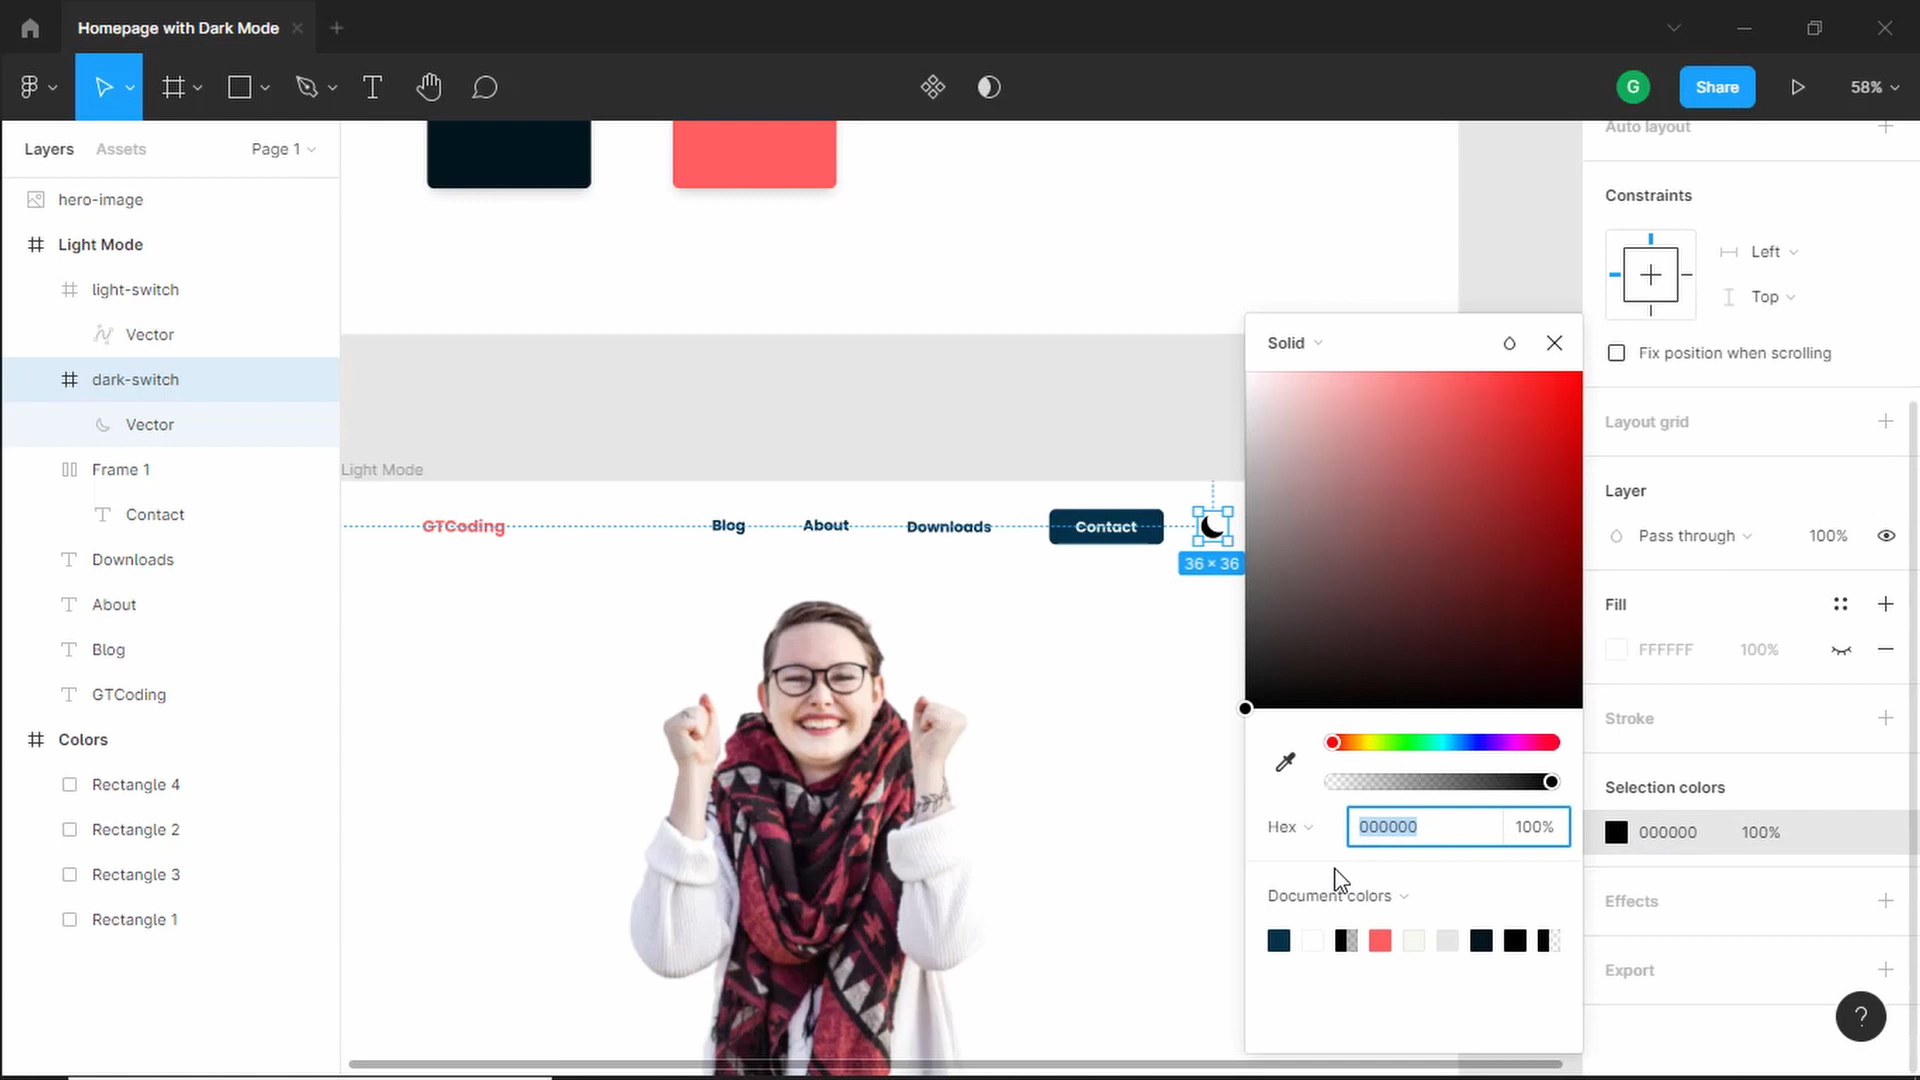 Homepage with Dark Mode
G
Share
58%
Layers
Assets
Page 1
hero-image
Light Mode
light-switch
Vector
dark-switch
Vector
Frame 1
Contact
Downloads
About
Blog
GTCoding
Colors
Rectangle 4
Rectangle 2
Rectangle 3
Rectangle 1
Light Mode
GTCoding
Blog
About
Downloads
Contact
36 × 36
Solid
Hex
000000
100%
Document colors
Auto layout
Constraints
Left
Top
Fix position when scrolling
Layout grid
Layer
Pass through
100%
Fill
FFFFFF
100%
Stroke
Selection colors
000000
100%
Effects
Export
?